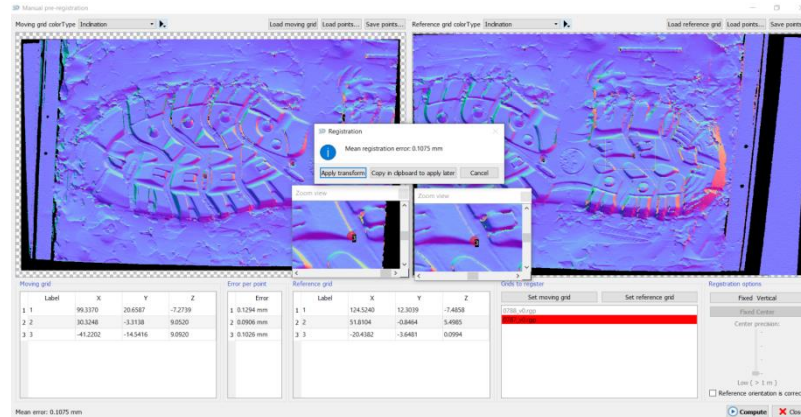 Manual pre-registration
Moving grid colorType Inclination Load moving grid Load points... Save points... Reference grid colorType Inclination Load reference grid Load points... Save points
Registration
Mean registration error: 0.1075 mm
Apply transform Copy in clipboard to apply later Cancel
Zoom view Zoom view
Moving grid Error per point Reference grid Grids to register Registration options
Label X Y Z Error Label X Y Z Set moving grid Set reference grid Fixed Vertical
1 1 99.3370 20.6587 -7.2739 1 0.1294 mm 1 1 124.5240 12.3039 -7.4858 0788_v0.rgp Fixed Center
2 2 30.3248 -3.3138 9.0520 2 0.0906 mm 2 2 51.8104 -0.8464 5.4985 Center precision:
3 3 -41.2202 -14.5416 9.0920 3 0.1026 mm 3 3 -20.4382 -3.6481 0.0994
Low ( > 1 m )
Reference orientation is correc
Mean error: 0.1075 mm Compute Clos